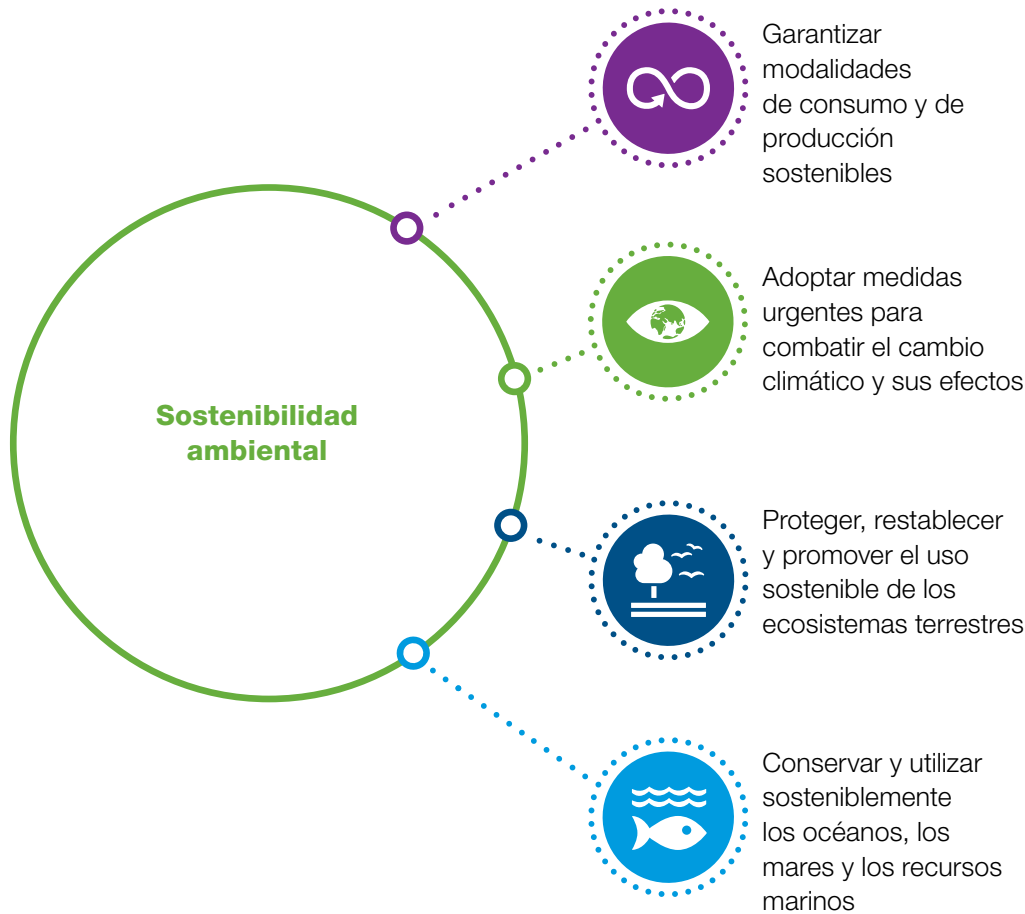 Garantizar
modalidades
de consumo y de
producción
sostenibles
Adoptar medidas
urgentes para
combatir el cambio
climático y sus efectos
Sostenibilidad
ambiental
Proteger, restablecer
y promover el uso
sostenible de los
ecosistemas terrestres
Conservar y utilizar
sosteniblemente
los océanos, los
mares y los recursos
marinos